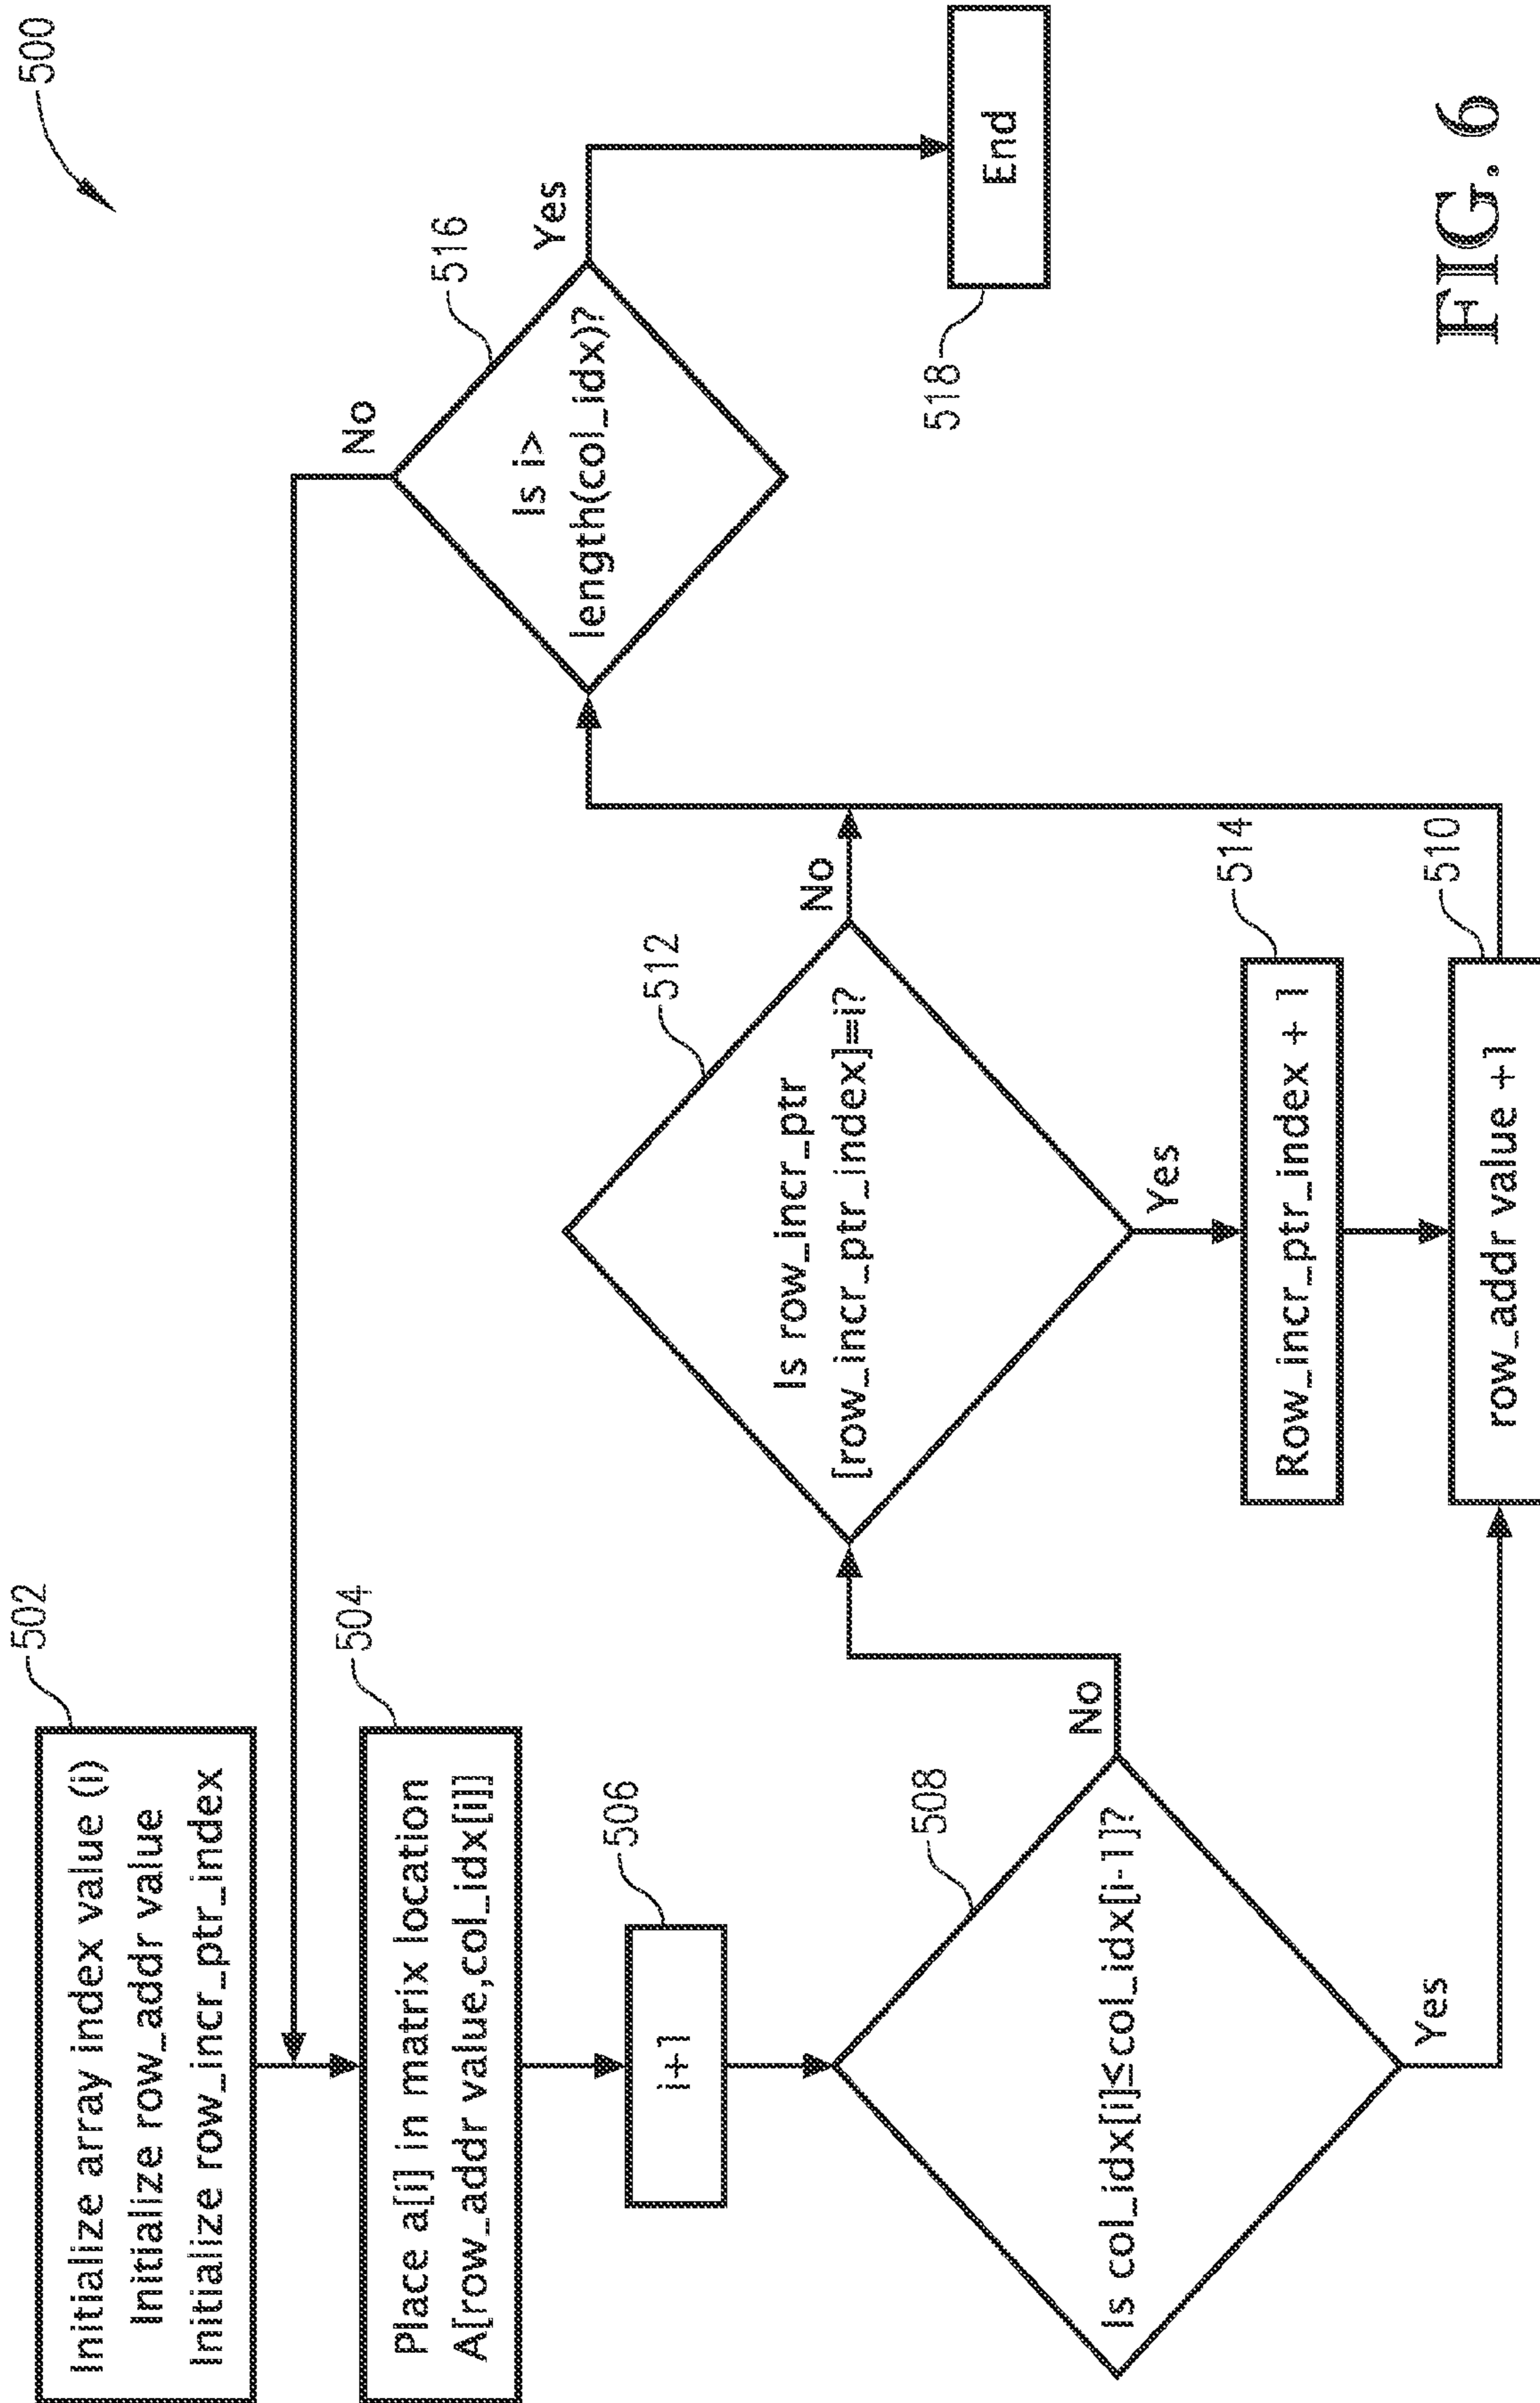 500
502
Initialize array index value (i)
Initialize row_addr value
Initialize row_incr_ptr_index
504
Place a[i] in matrix location
A[row_addr value,col_idx[i]]
506
i+1
508
Is col_idx[i]≤col_idx[i-1]?
No
Yes
512
Is row_incr_ptr
[row_incr_ptr_index]=i?
No
Yes
514
Row_incr_ptr_index + 1
510
row_addr value +1
516
Is i>
length(col_idx)?
No
Yes
518
End
FIG. 6